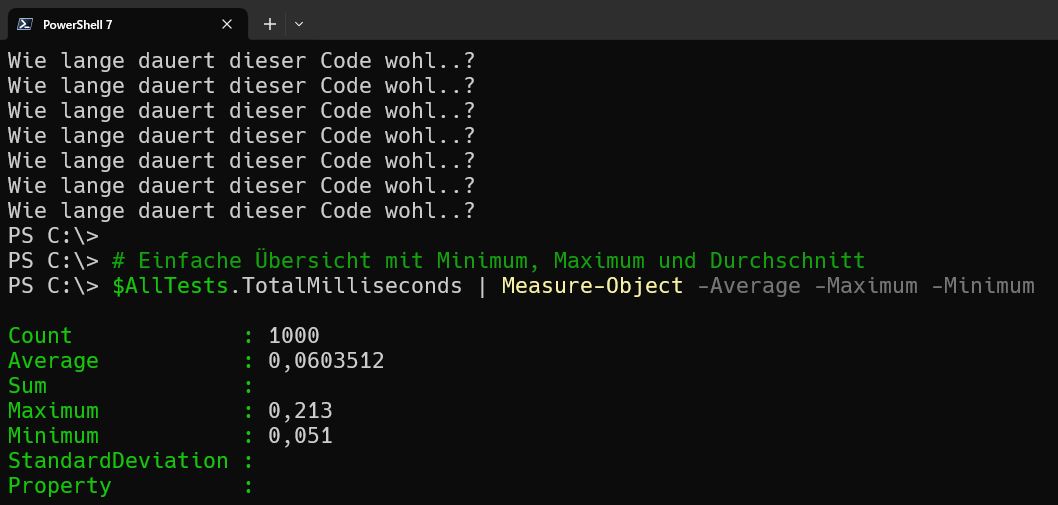 PowerShell 7
Wie lange dauert dieser Code wohl..?
Wie lange dauert dieser Code wohl..?
Wie lange dauert dieser Code wohl..?
Wie lange dauert dieser Code wohl..?
Wie lange dauert dieser Code wohl..?
Wie lange dauert dieser Code wohl..?
Wie lange dauert dieser Code wohl..?
PS C:\>
PS C:\> # Einfache Übersicht mit Minimum, Maximum und Durchschnitt
PS C:\> $AllTests.TotalMilliseconds | Measure-Object -Average -Maximum -Minimum
Count : 1000
Average : 0,0603512
Sum :
Maximum : 0,213
Minimum : 0,051
StandardDeviation :
Property :